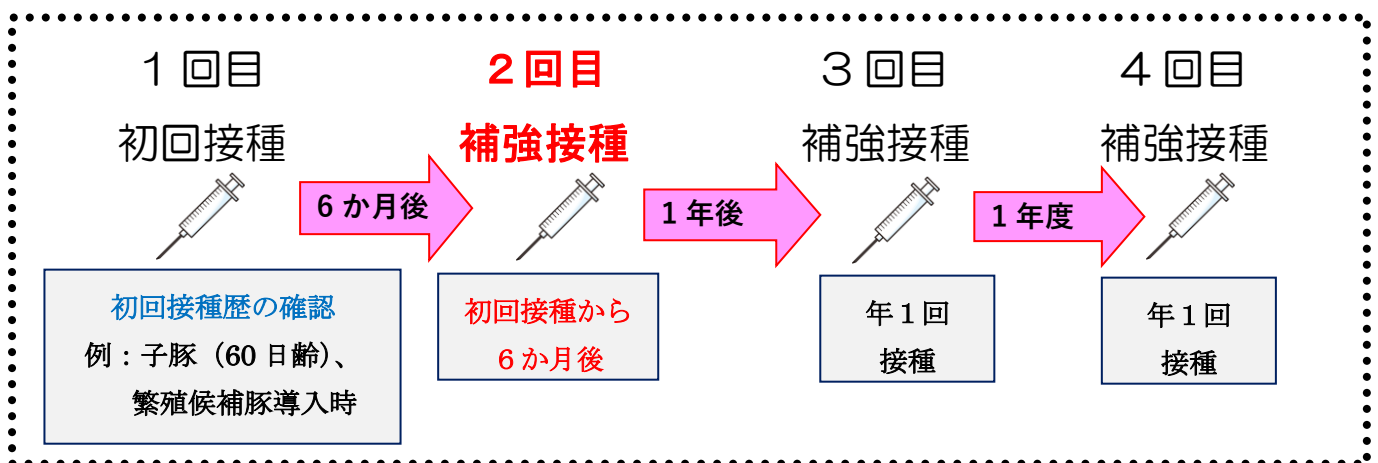 １回目
初回接種
６か月後
２回目
補強接種
１年後
３回目
補強接種
１年度
４回目
補強接種
初回接種歴の確認
例：子豚（60 日齢）、
繁殖候補豚導入時
初回接種から
６か月後
年１回
接種
年１回
接種